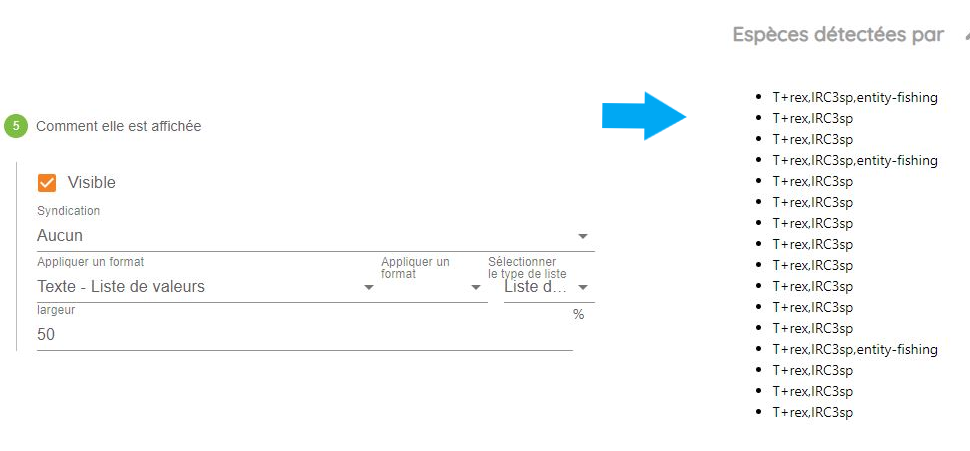 Espèces détectées par
5 Comment elle est affichée
Visible
Syndication
Aucun
Appliquer un format
Texte - Liste de valeurs
Appliquer un
format
Sélectionner
le type de liste
Liste d...
largeur
50
%
T+rex,IRC3sp,entity-fishing
T+rex,IRC3sp
T+rex,IRC3sp
T+rex,IRC3sp,entity-fishing
T+rex,IRC3sp
T+rex,IRC3sp
T+rex,IRC3sp
T+rex,IRC3sp
T+rex,IRC3sp
T+rex,IRC3sp
T+rex,IRC3sp
T+rex,IRC3sp
T+rex,IRC3sp,entity-fishing
T+rex,IRC3sp
T+rex,IRC3sp
T+rex,IRC3sp